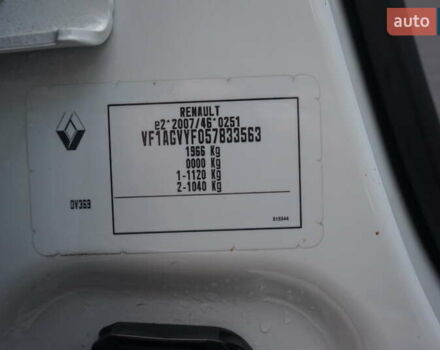 auto
RENAULT
e2*2007/46*0251
VF1AGVYF057833563
1966 Kg
0000 Kg
1-1120 Kg
2-1040 Kg
DV369